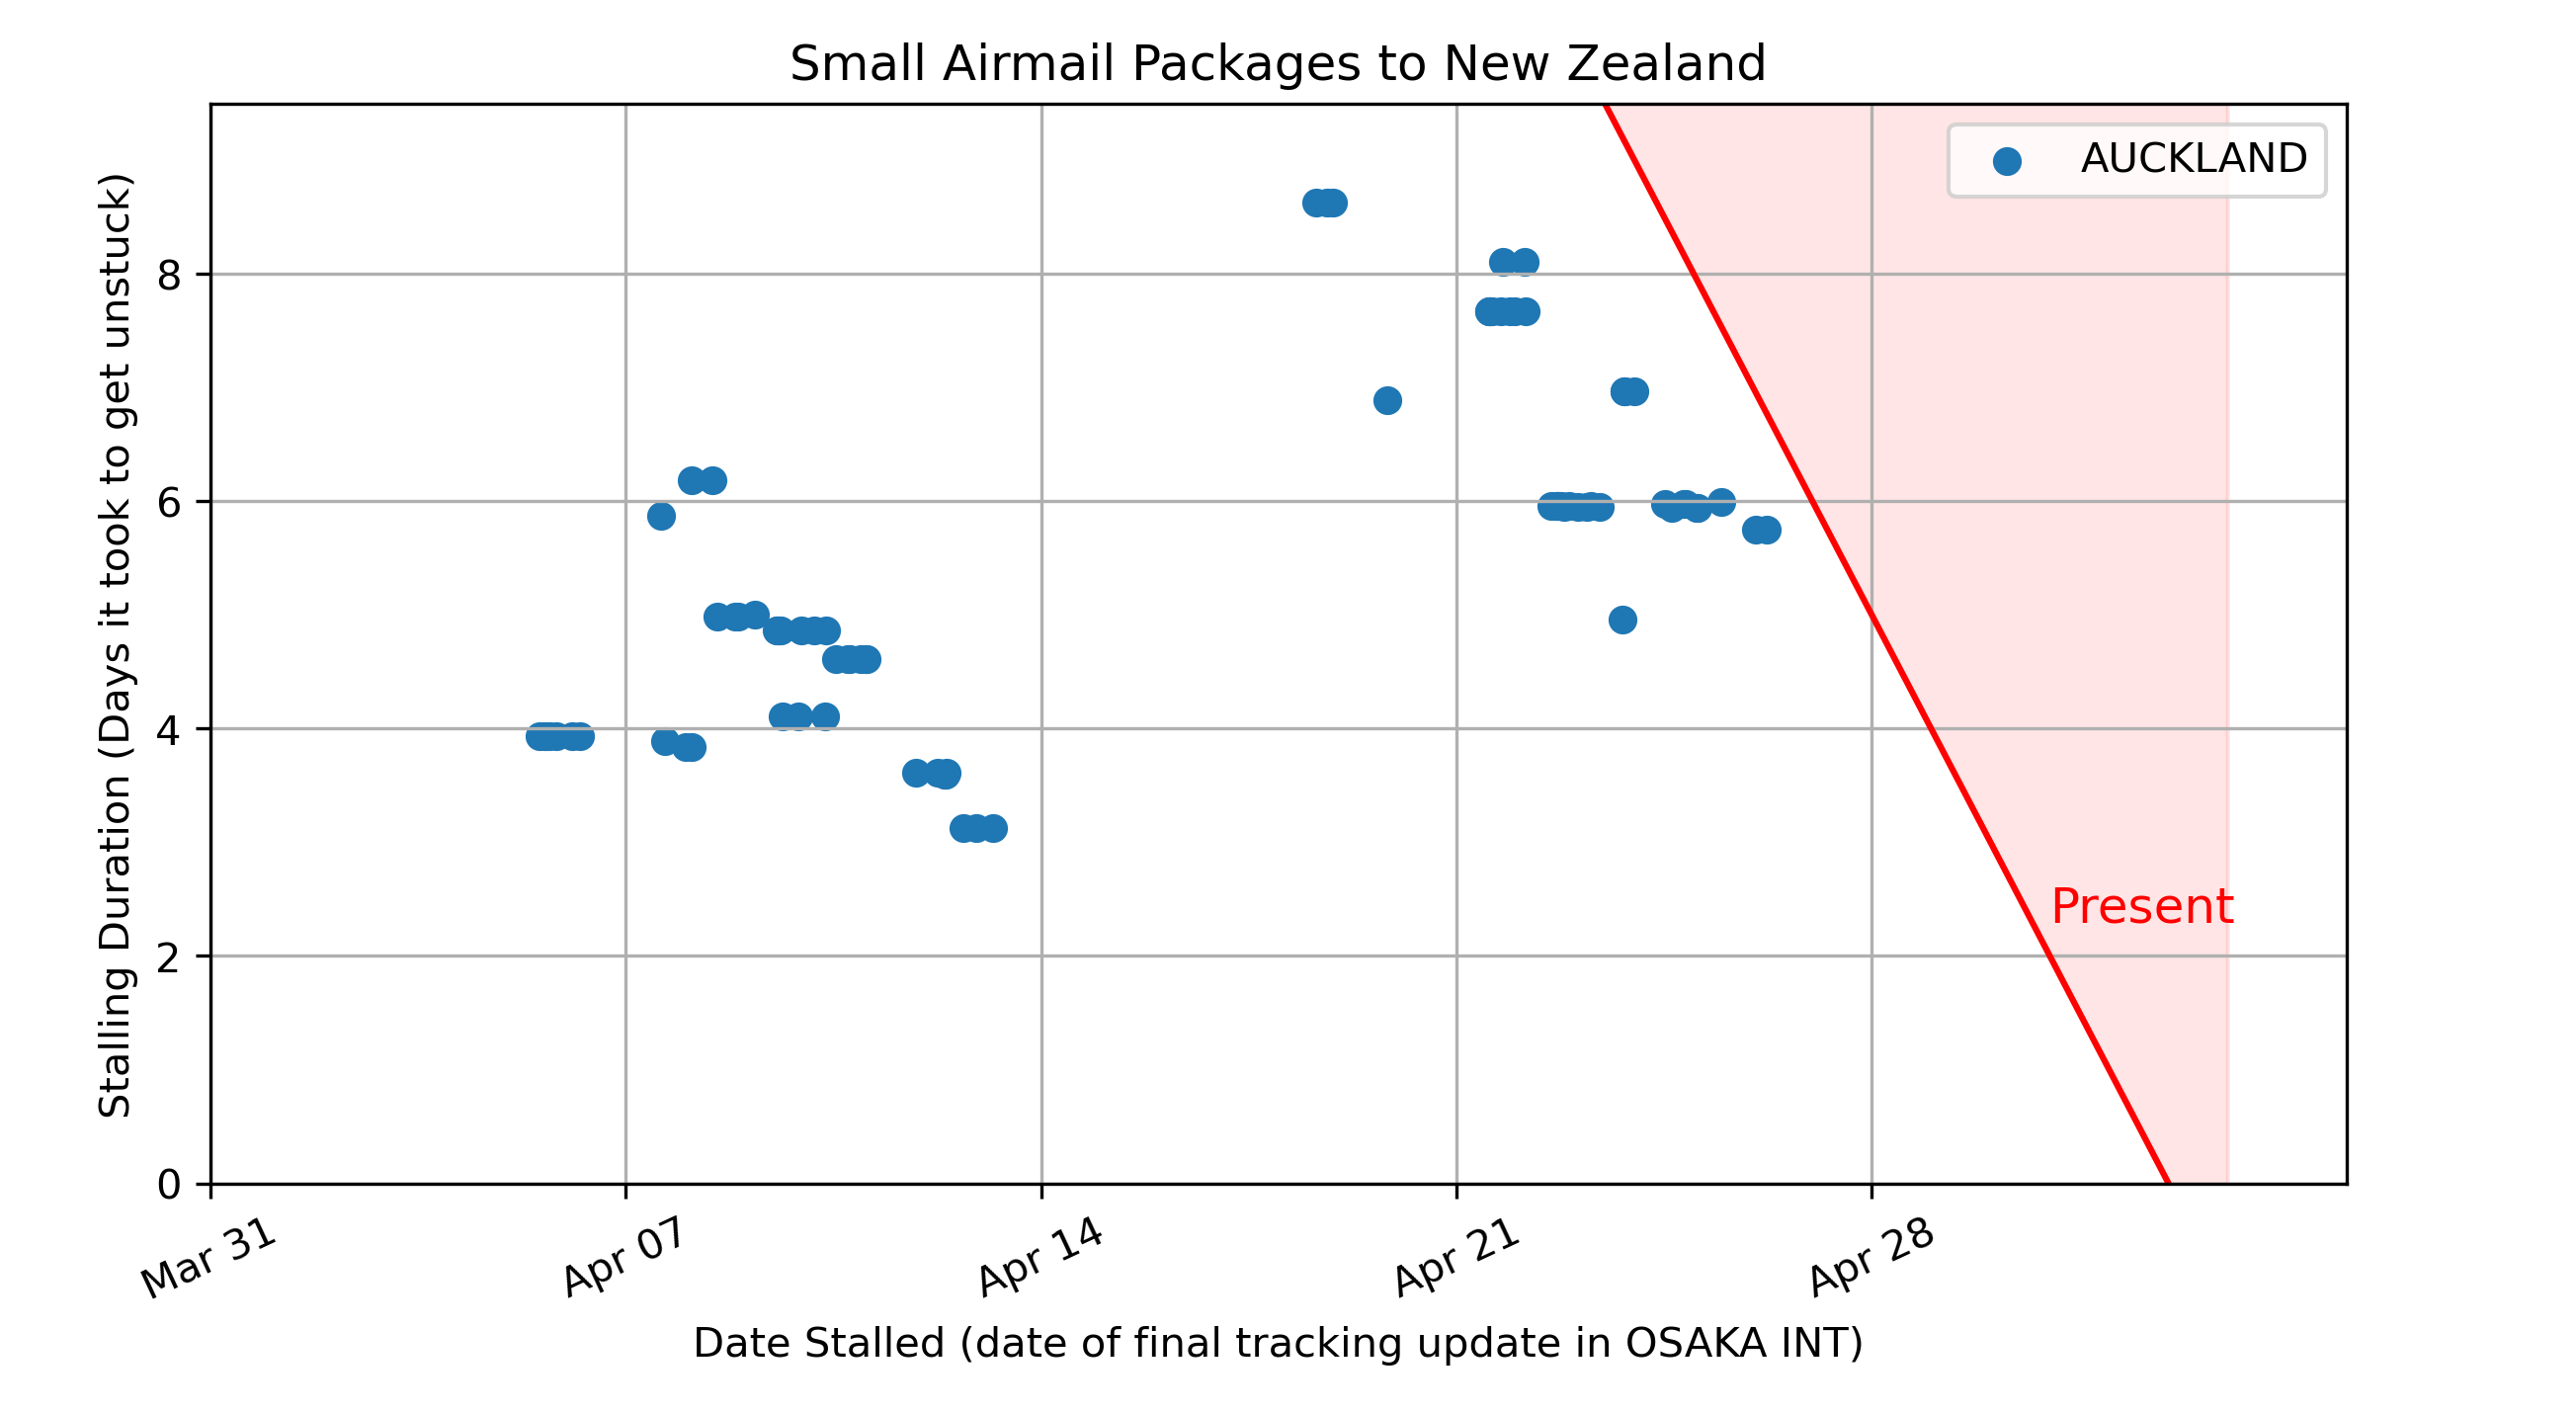 Small Airmail Packages to New Zealand
AUCKLAND
Stalling Duration (Days it took to get unstuck)
8
6
4
2
0
Present
Mar 31
Apr 07
Apr 14
Apr 21
Apr 28
Date Stalled (date of final tracking update in OSAKA INT)